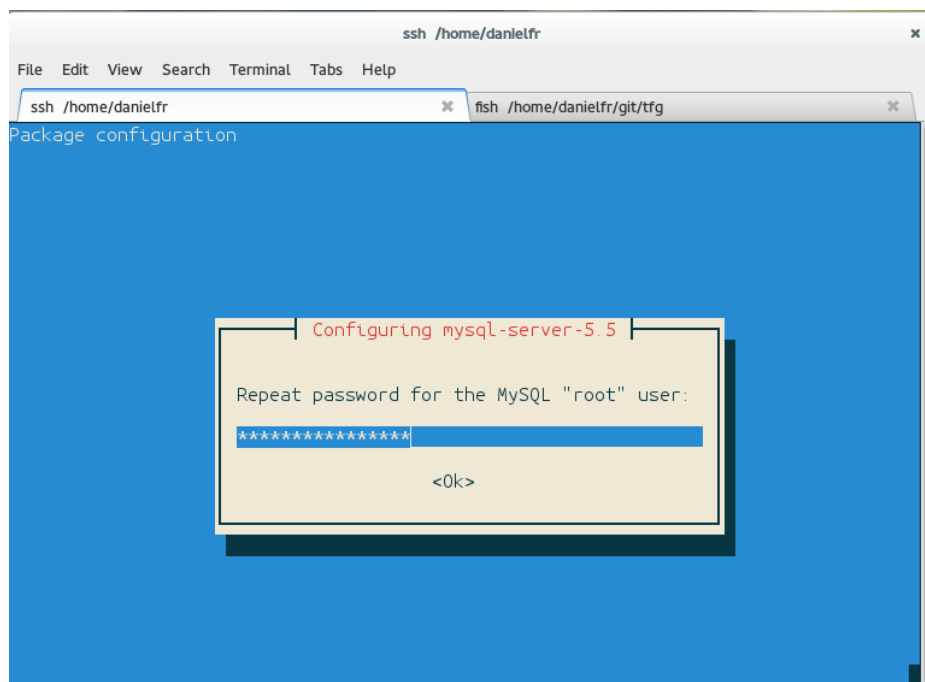 ssh /home/danielfr
File Edit View Search Terminal Tabs Help
ssh /home/danielfr fish /home/danielfr/git/tfg
Package configuration
Configuring mysql-server-5.5
Repeat password for the MySQL "root" user:
****************
<Ok>